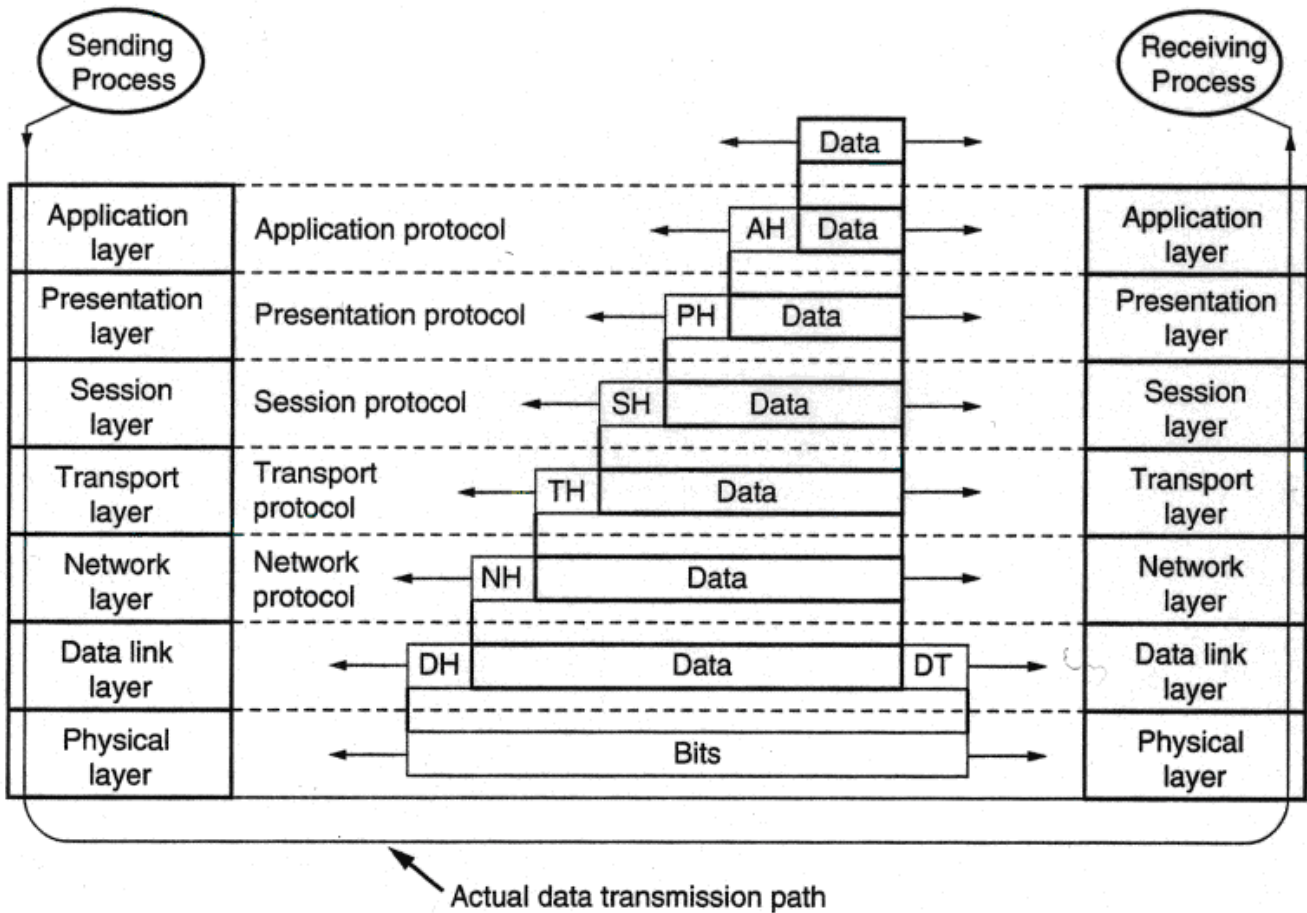 Sending
Process
Receiving
Process
Data
Application
layer
Application protocol
AH
Data
Application
layer
Presentation
layer
Presentation protocol
PH
Data
Presentation
layer
Session
layer
Session protocol
SH
Data
Session
layer
Transport
layer
Transport
protocol
TH
Data
Transport
layer
Network
layer
Network
protocol
NH
Data
Network
layer
Data link
layer
DH
Data
DT
Data link
layer
Physical
layer
Bits
Physical
layer
Actual data transmission path